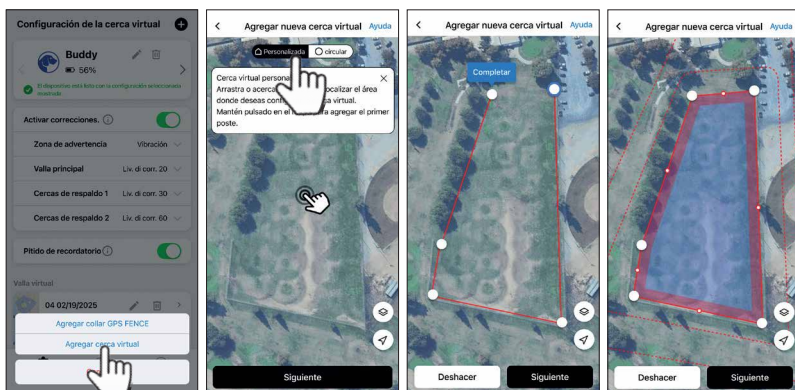 Configuración de la cerca virtual
Buddy
56%
El dispositivo está listo con la configuración seleccionada
mostrada
Activar correcciones.
Zona de advertencia Vibración
Valla principal Liv. di corr. 20
Cercas de respaldo 1 Liv. di corr. 30
Cercas de respaldo 2 Liv. di corr. 60
Pitido de recordatorio
Valla virtual
04 02/19/2025
Agregar collar GPS FENCE
Agregar cerca virtual
Agregar nueva cerca virtual Ayuda
Personalizada circular
Cerca virtual
Arrastra o localizar el área
donde deseas virtual.
Mantén pulsado en el agregar el primer
poste.
Siguiente
Agregar nueva cerca virtual Ayuda
Completar
Deshacer Siguiente
Agregar nueva cerca virtual Ayuda
Deshacer Siguiente